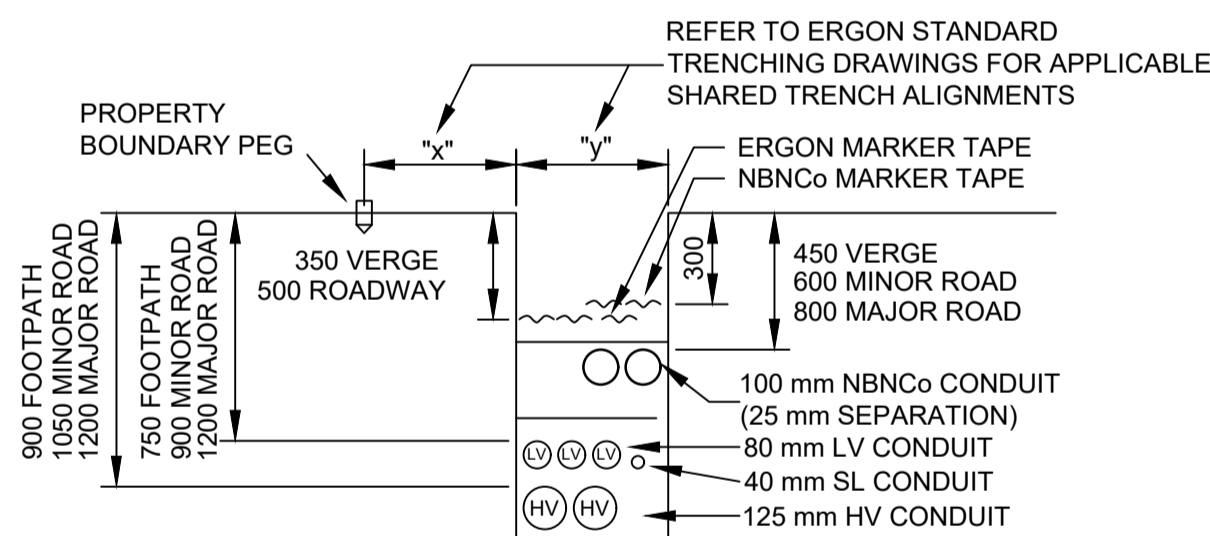 REFER TO ERGON STANDARD
TRENCHING DRAWINGS FOR APPLICABLE
SHARED TRENCH ALIGNMENTS
PROPERTY
BOUNDARY PEG
"x"
"y"
ERGON MARKER TAPE
NBNCo MARKER TAPE
900 FOOTPATH
1050 MINOR ROAD
1200 MAJOR ROAD
750 FOOTPATH
900 MINOR ROAD
1200 MAJOR ROAD
350 VERGE
500 ROADWAY
300
450 VERGE
600 MINOR ROAD
800 MAJOR ROAD
100 mm NBNCo CONDUIT
(25 mm SEPARATION)
LV LV LV
80 mm LV CONDUIT
40 mm SL CONDUIT
HV HV
125 mm HV CONDUIT